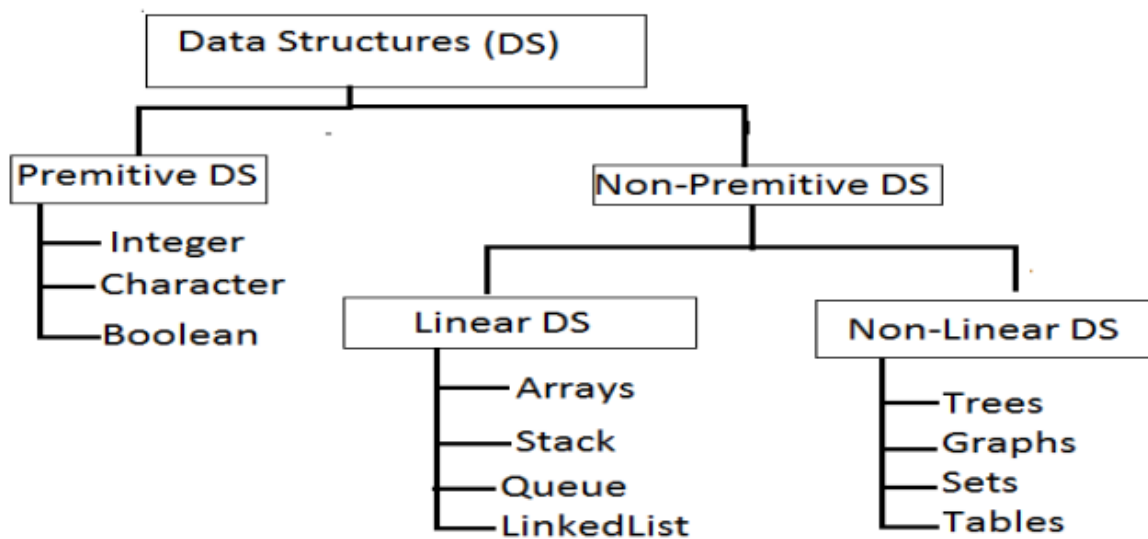 Data Structures (DS)
Premitive DS
Integer
Character
Boolean
Non-Premitive DS
Linear DS
Arrays
Stack
Queue
LinkedList
Non-Linear DS
Trees
Graphs
Sets
Tables